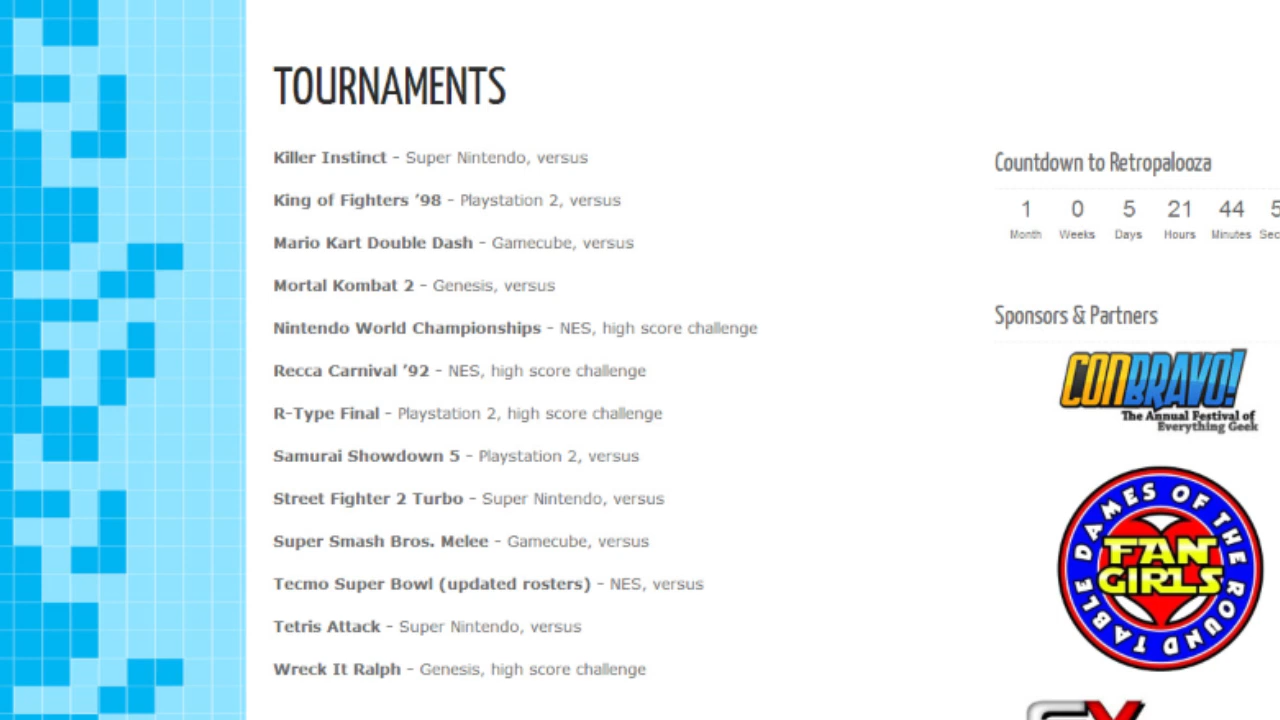 TOURNAMENTS
Killer Instinct - Super Nintendo, versus
King of Fighters '98 - Playstation 2, versus
Mario Kart Double Dash - Gamecube, versus
Mortal Kombat 2 - Genesis, versus
Nintendo World Championships - NES, high score challenge
Recca Carnival '92 - NES, high score challenge
R-Type Final - Playstation 2, high score challenge
Samurai Showdown 5 - Playstation 2, versus
Street Fighter 2 Turbo - Super Nintendo, versus
Super Smash Bros. Melee - Gamecube, versus
Tecmo Super Bowl (updated rosters) - NES, versus
Tetris Attack - Super Nintendo, versus
Wreck It Ralph - Genesis, high score challenge
Countdown to Retropalooza
1 0 5 21 44 5
Month Weeks Days Hours Minutes Sec
Sponsors & Partners
CONBRAVO!
The Annual Festival of
Everything Geek
DAMES OF THE ROUND TABLE
FAN
GIRLS